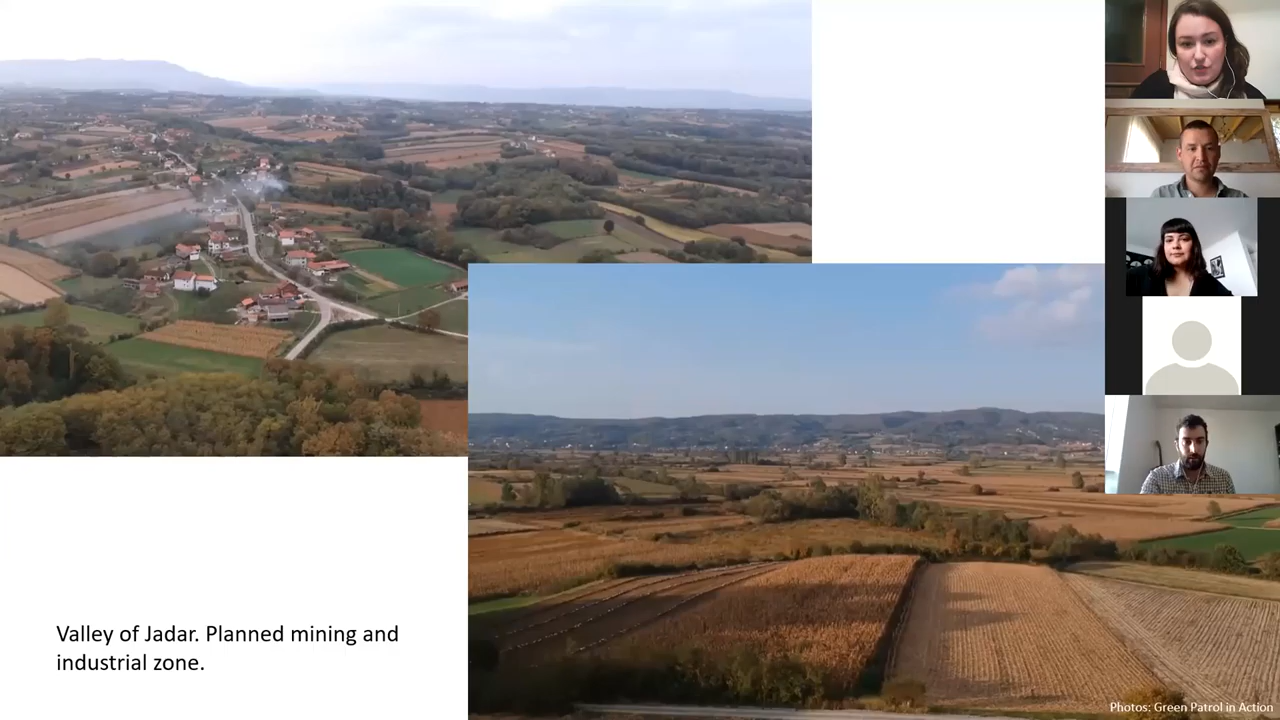 Valley of Jadar. Planned mining and
industrial zone.
Photos: Green Patrol in Action